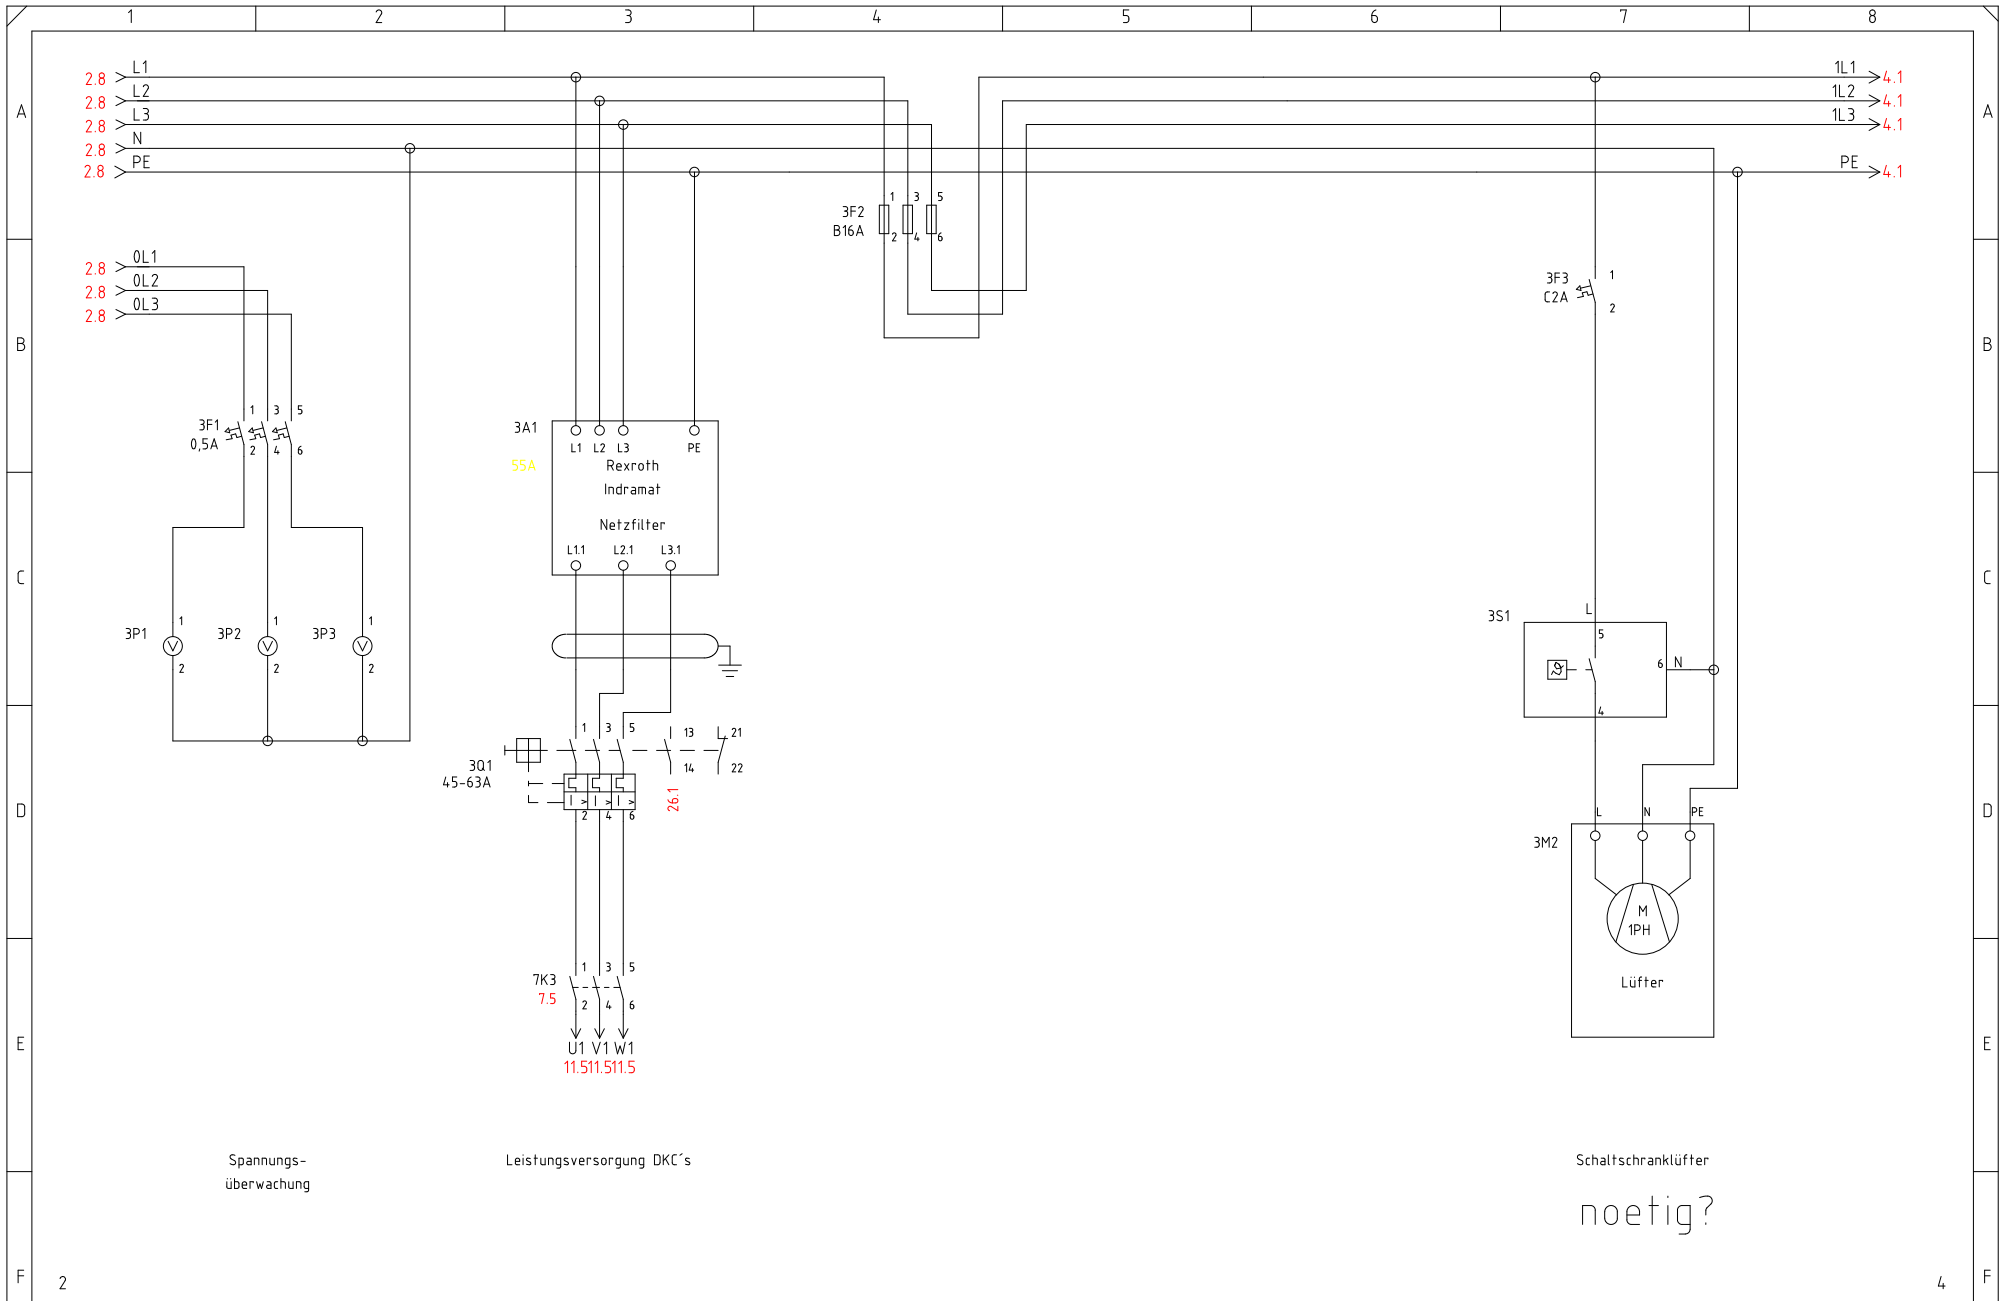 1 2 3 4 5 6 7 8
A A
2.8 L1 1L1 4.1
2.8 L2 1L2 4.1
2.8 L3 1L3 4.1
2.8 N
2.8 PE PE 4.1
1 3 5
3F2
B16A 2 4 6
2.8 0L1
2.8 0L2
2.8 0L3
3F3 1
C2A
2
B B
1 3 5
3F1
0,5A 2 4 6
3A1
L1 L2 L3 PE
55A Rexroth
Indramat
Netzfilter
L1.1 L2.1 L3.1
C C
3S1 L
5
6 N
4
1 1 1
3P1 3P2 3P3
2 2 2
1 3 5 13 21
3Q1 14 22
45-63A
26.1
I > I > I >
2 4 6
D D
L N PE
3M2
M
1PH
Lüfter
1 3 5
7K3
7.5 2 4 6
E E
U1 V1 W1
11.5 11.5 11.5
Spannungs- Leistungsversorgung DKC´s Schaltschranklüfter
überwachung
noetig?
F F
2 4